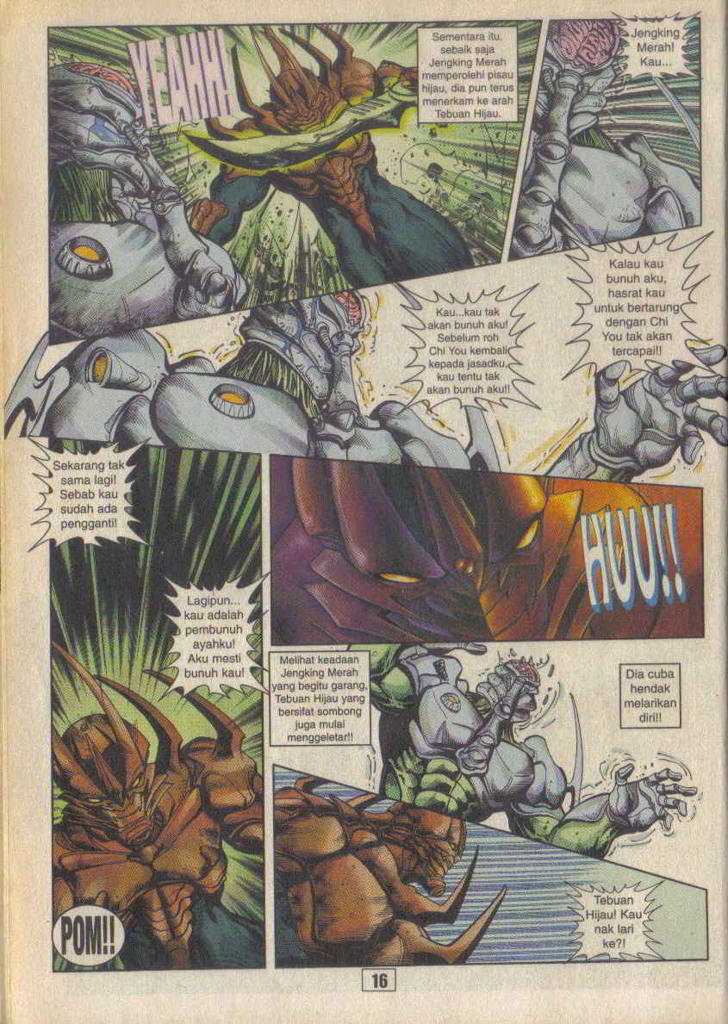 YEAHH!
Sementara itu,
sebaik saja
Jengking Merah
memperolehi pisau
hijau, dia pun terus
menerkam ke arah
Tebuan Hijau.
Jengking
Merah!
Kau...
Kalau kau
bunuh aku,
hasrat kau
untuk bertarung
dengan Chi
You tak akan
tercapai!!
Kau...kau tak
akan bunuh aku!
Sebelum roh
Chi You kembali
kepada jasadku,
kau tentu tak
akan bunuh aku!!
Sekarang tak
sama lagi!
Sebab kau
sudah ada
pengganti!
Lagipun...
kau adalah
pembunuh
ayahku!
Aku mesti
bunuh kau!
POM!!
HUU!!
Melihat keadaan
Jengking Merah
yang begitu garang,
Tebuan Hijau yang
bersifat sombong
juga mulai
menggeletar!!
Dia cuba
hendak
melarikan
diri!!
Tebuan
Hijau! Kau
nak lari
ke?!
16